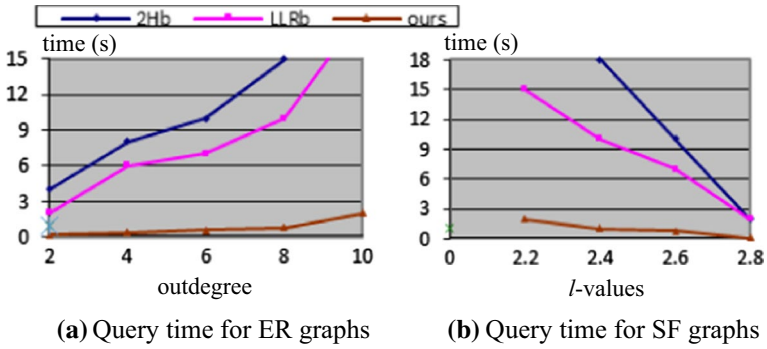 2Hb LLRb ours
time (s) time (s)
15 18
12 15
9 12
6 9
3 6
0 3
0
2 4 6 8 10 0 2.2 2.4 2.6 2.8
outdegree l-values
(a) Query time for ER graphs (b) Query time for SF graphs